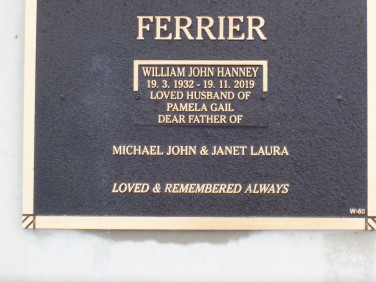 FERRIER
WILLIAM JOHN HANNEY
19. 3. 1932 - 19. 11. 2019
LOVED HUSBAND OF
PAMELA GAIL
DEAR FATHER OF
MICHAEL JOHN & JANET LAURA
LOVED & REMEMBERED ALWAYS
W-60